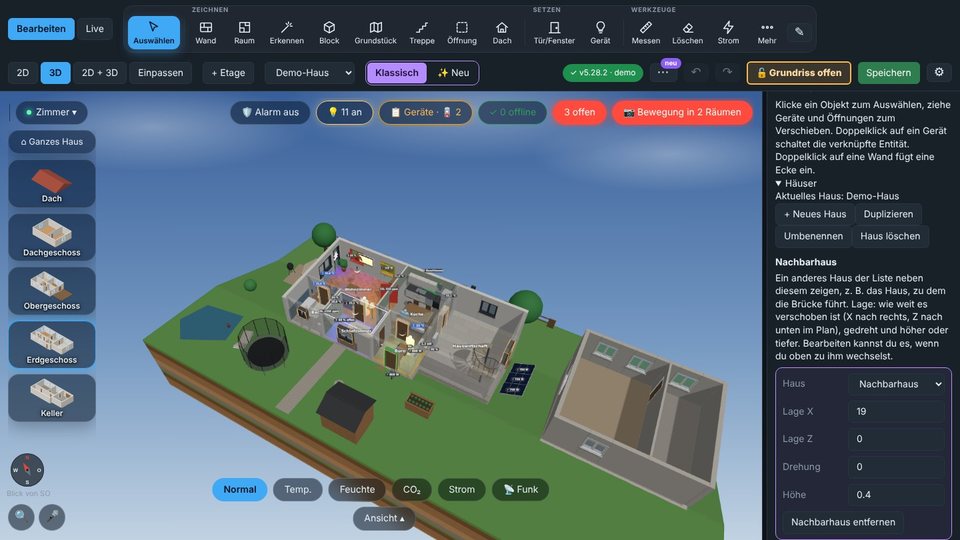 Bearbeiten
Live
ZEICHNEN
SETZEN
WERKZEUGE
Auswählen
Wand
Raum
Erkennen
Block
Grundstück
Treppe
Öffnung
Dach
Tür/Fenster
Gerät
Messen
Löschen
Strom
Mehr
2D
3D
2D + 3D
Einpassen
+ Etage
Demo-Haus
Klassisch
✨ Neu
✓ v5.28.2 · demo
neu
🔓 Grundriss offen
Speichern
Zimmer ▾
🛡️ Alarm aus
💡 11 an
📋 Geräte · 🪫 2
✓ 0 offline
3 offen
📷 Bewegung in 2 Räumen
⌂ Ganzes Haus
Dach
Dachgeschoss
Obergeschoss
Erdgeschoss
Keller
Küche
Büro
Hauswirtschaft
N
W
O
S
Blick von SO
Normal
Temp.
Feuchte
CO₂
Strom
📡 Funk
Ansicht ▴
Klicke ein Objekt zum Auswählen, ziehe
Geräte und Öffnungen zum
Verschieben. Doppelklick auf ein Gerät
schaltet die verknüpfte Entität.
Doppelklick auf eine Wand fügt eine
Ecke ein.
▼ Häuser
Aktuelles Haus: Demo-Haus
+ Neues Haus
Duplizieren
Umbenennen
Haus löschen
Nachbarhaus
Ein anderes Haus der Liste neben
diesem zeigen, z. B. das Haus, zu dem
die Brücke führt. Lage: wie weit es
verschoben ist (X nach rechts, Z nach
unten im Plan), gedreht und höher oder
tiefer. Bearbeiten kannst du es, wenn
du oben zu ihm wechselst.
Haus
Nachbarhaus
Lage X
19
Lage Z
0
Drehung
0
Höhe
0.4
Nachbarhaus entfernen